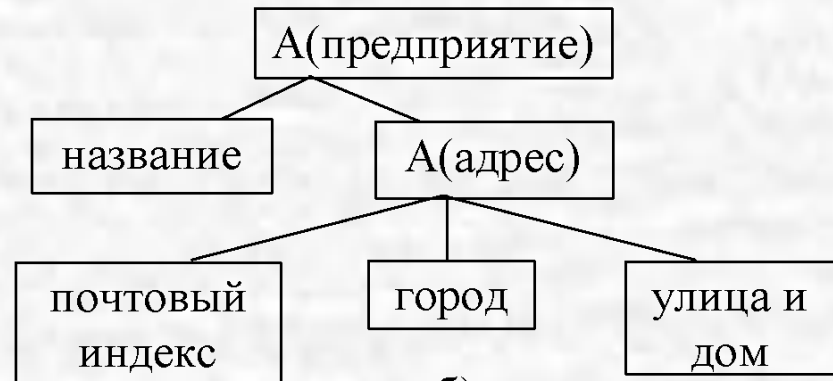 А(предприятие)
название
А(адрес)
почтовый
индекс
город
улица и
дом
б)